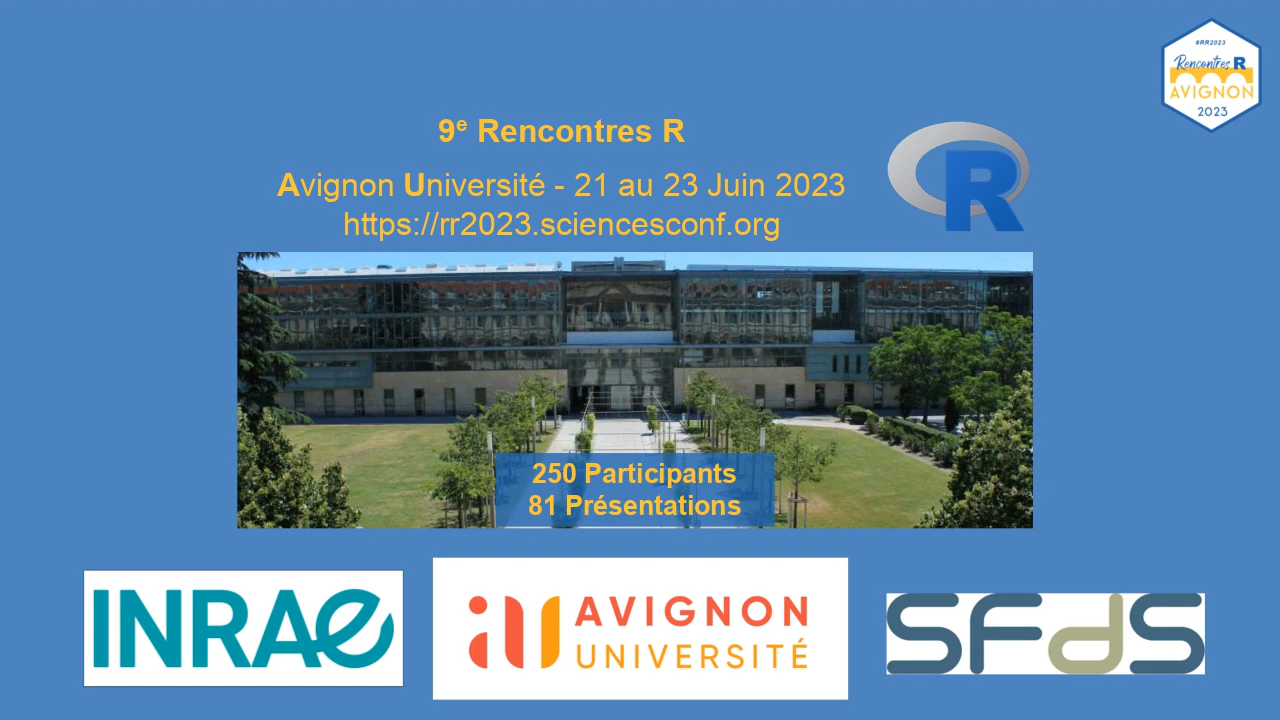 #RR2023
Rencontres R
AVIGNON
2023
9e Rencontres R
Avignon Université - 21 au 23 Juin 2023
https://rr2023.sciencesconf.org
R
250 Participants
81 Présentations
INRAE
au AVIGNON
UNIVERSITÉ
SFdS